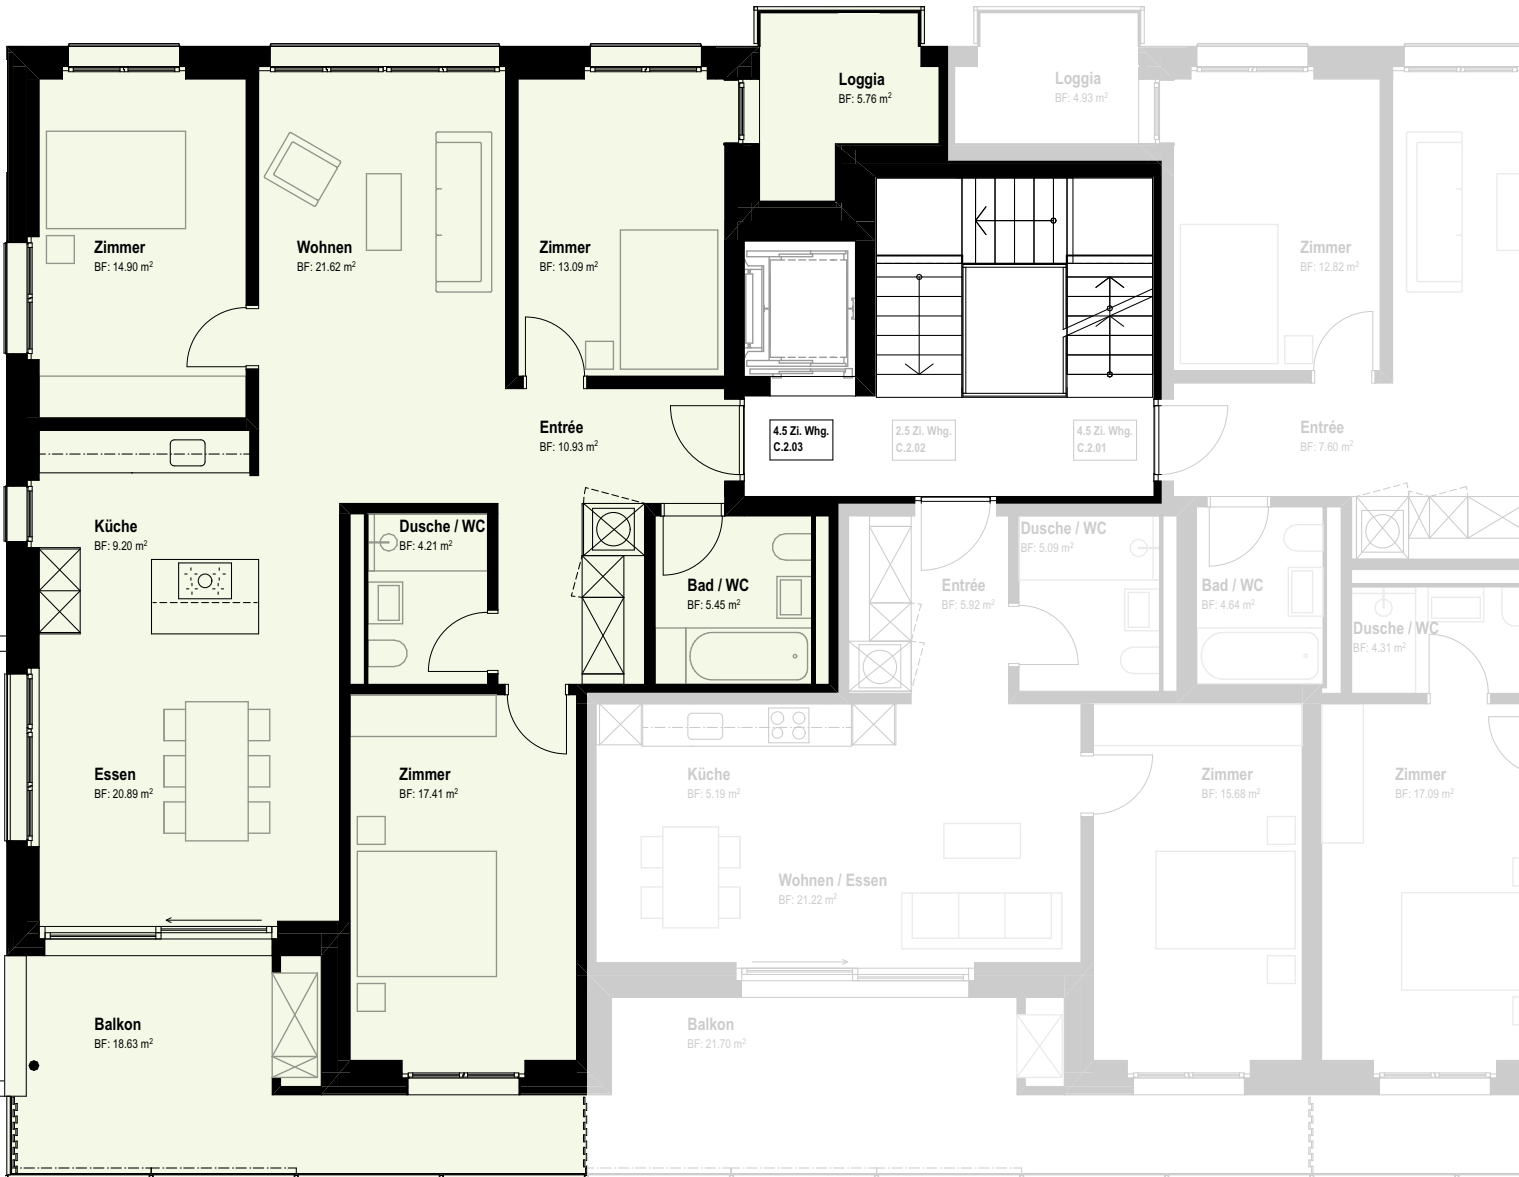 Loggia
BF: 5.76 m²
Loggia
BF: 4.93 m²
Zimmer
BF: 14.90 m²
Wohnen
BF: 21.62 m²
Zimmer
BF: 13.09 m²
Zimmer
BF: 12.82 m²
Entrée
BF: 10.93 m²
4.5 Zi. Whg.
C.2.03
2.5 Zi. Whg.
C.2.02
4.5 Zi. Whg.
C.2.01
Entrée
BF: 7.60 m²
Küche
BF: 9.20 m²
Dusche / WC
BF: 4.21 m²
Dusche / WC
BF: 5.09 m²
Bad / WC
BF: 5.45 m²
Entrée
BF: 5.92 m²
Bad / WC
BF: 4.64 m²
Dusche / WC
BF: 4.31 m²
Essen
BF: 20.89 m²
Zimmer
BF: 17.41 m²
Küche
BF: 5.19 m²
Zimmer
BF: 15.68 m²
Zimmer
BF: 17.09 m²
Wohnen / Essen
BF: 21.22 m²
Balkon
BF: 18.63 m²
Balkon
BF: 21.70 m²